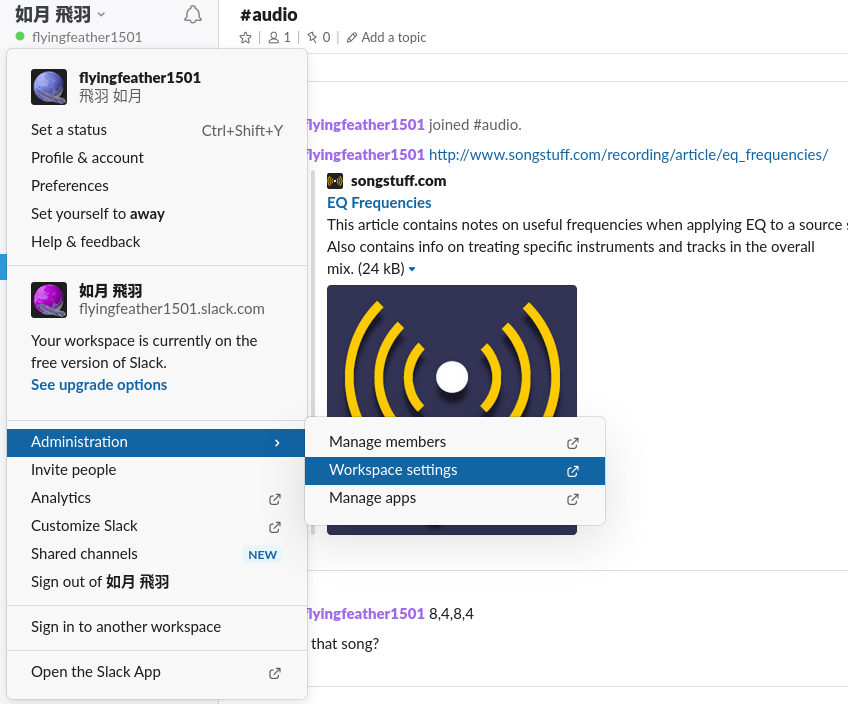 如月 飛羽
flyingfeather1501
#audio
1 | 0 | Add a topic
flyingfeather1501
飛羽 如月
Set a status Ctrl+Shift+Y
Profile & account
Preferences
Set yourself to away
Help & feedback
如月 飛羽
flyingfeather1501.slack.com
Your workspace is currently on the
free version of Slack.
See upgrade options
Administration
Invite people
Analytics
Customize Slack
Shared channels NEW
Sign out of 如月 飛羽
Sign in to another workspace
Open the Slack App
Manage members
Workspace settings
Manage apps
flyingfeather1501 joined #audio.
flyingfeather1501 http://www.songstuff.com/recording/article/eq_frequencies/
songstuff.com
EQ Frequencies
This article contains notes on useful frequencies when applying EQ to a source s
Also contains info on treating specific instruments and tracks in the overall
mix. (24 kB)
flyingfeather1501 8,4,8,4
that song?